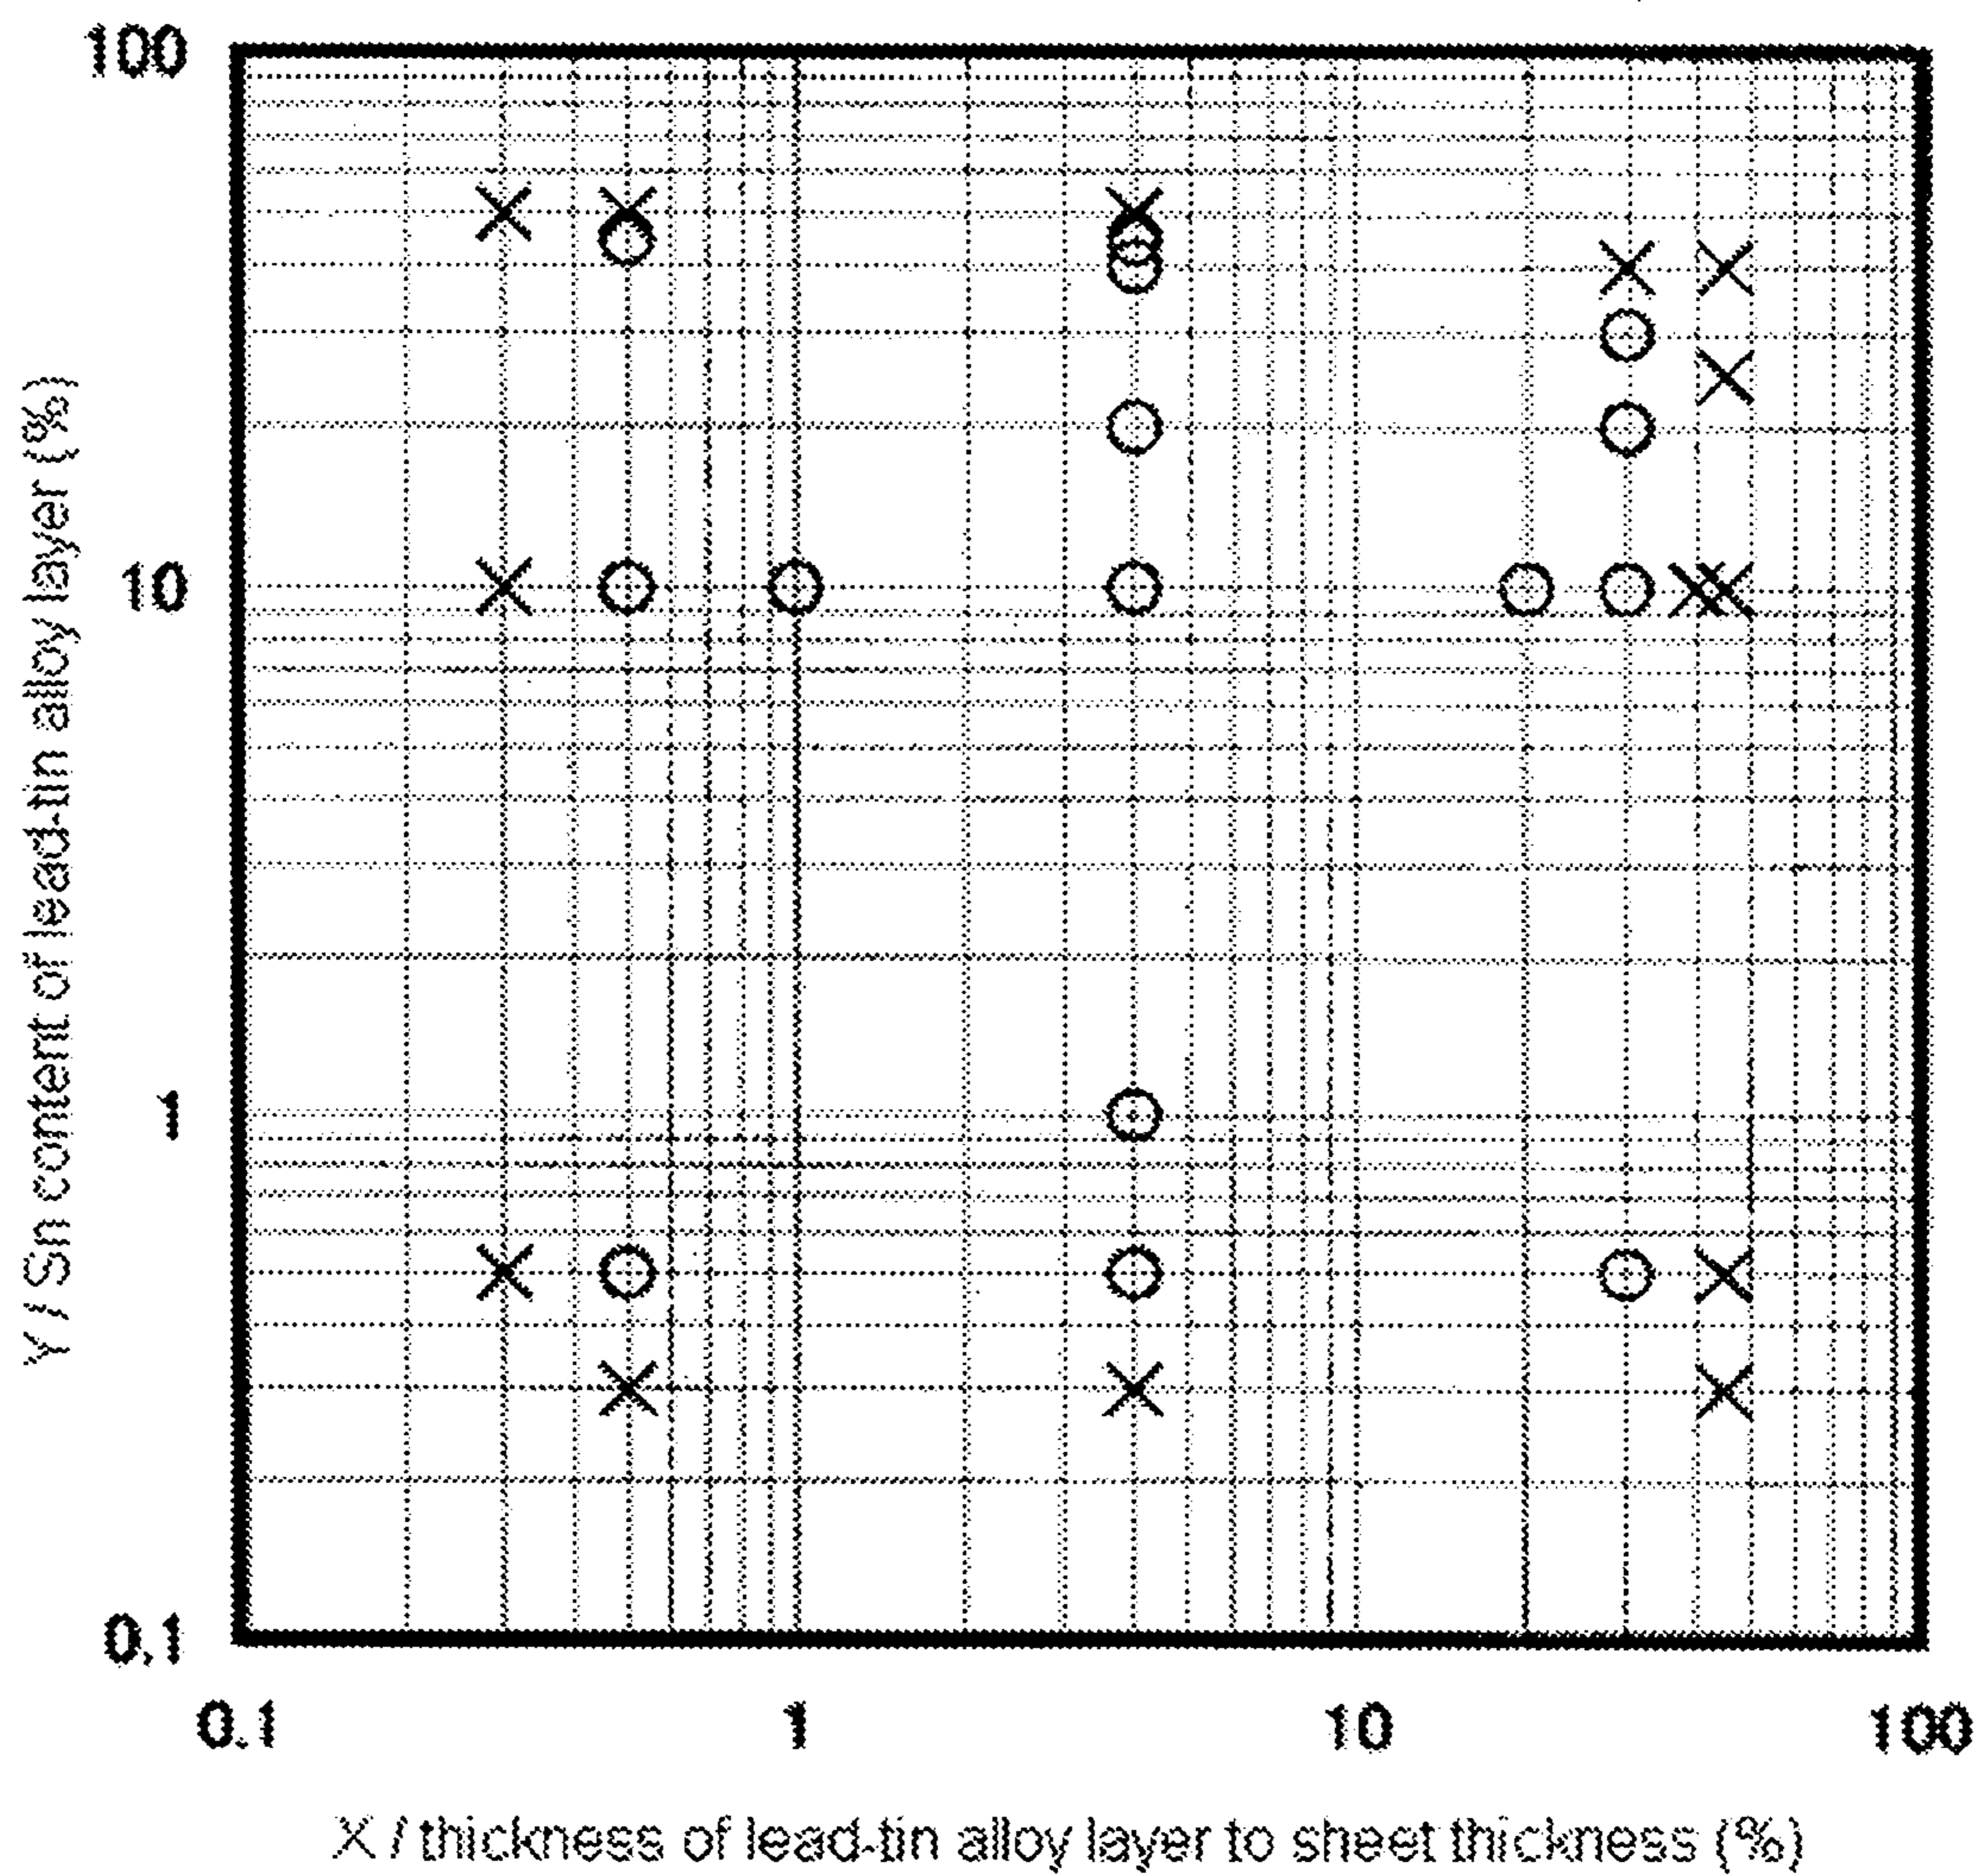 100
10
1
0.1
Y / Sn content of lead-tin alloy layer (%)
0.1 1 10 100
X / thickness of lead-tin alloy layer to sheet thickness (%)